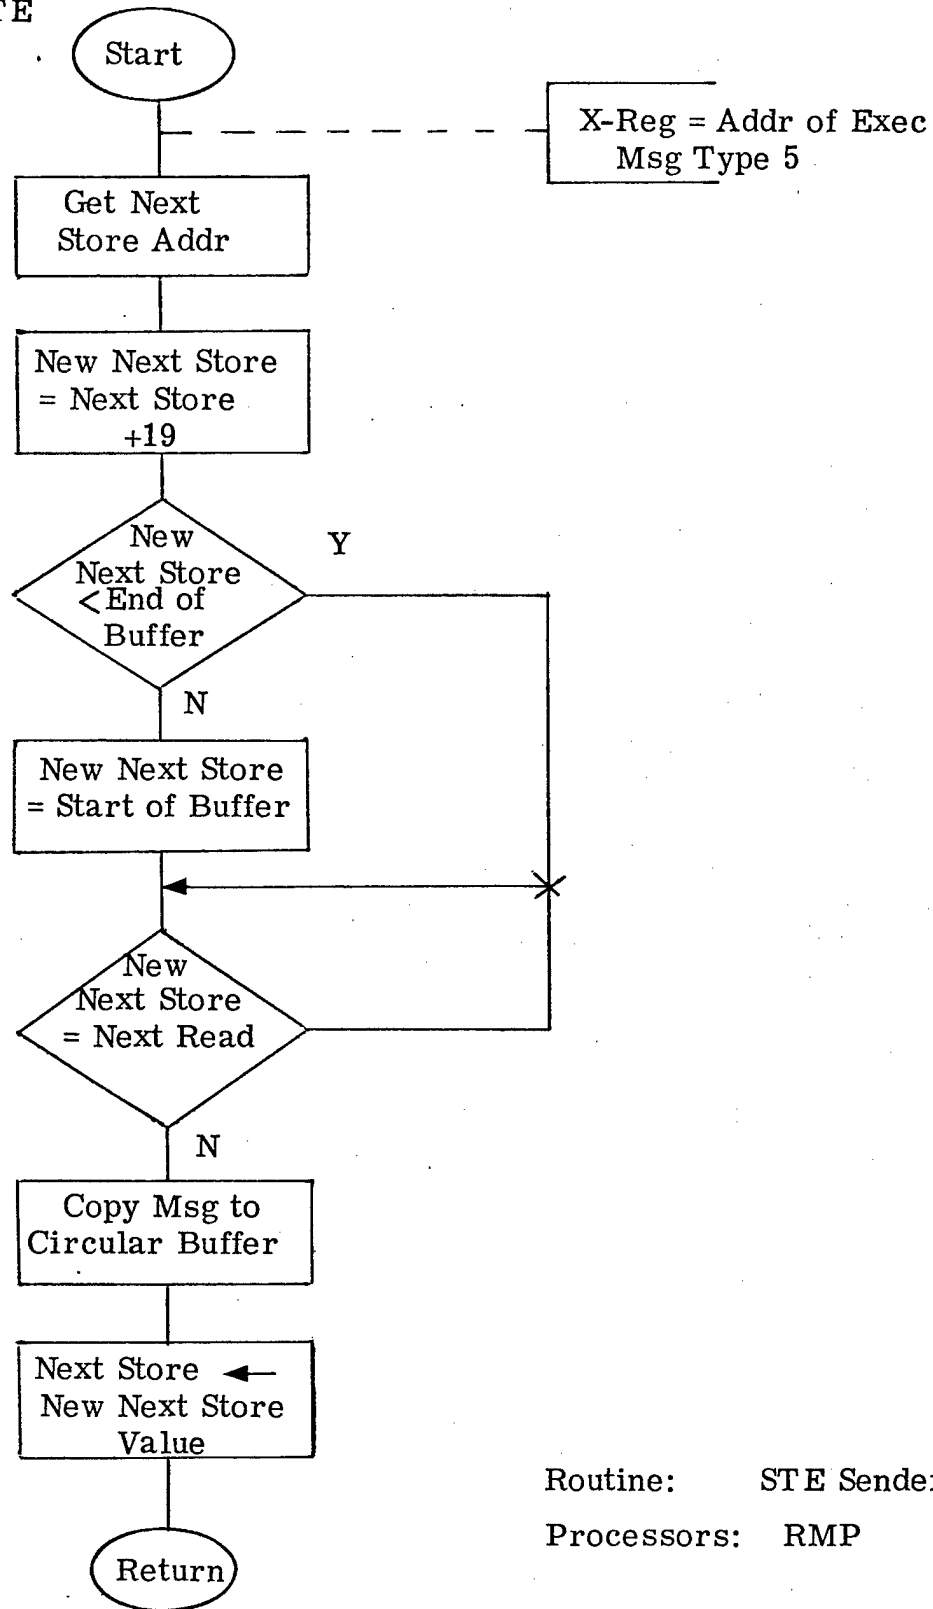 Start
X-Reg = Addr of Exec
Msg Type 5
Get Next
Store Addr
New Next Store
= Next Store
+19
New
Next Store
< End of
Buffer
Y
N
New Next Store
= Start of Buffer
New
Next Store
= Next Read
N
Copy Msg to
Circular Buffer
Next Store ←
New Next Store
Value
Return
Routine: STE
Processors: RMP